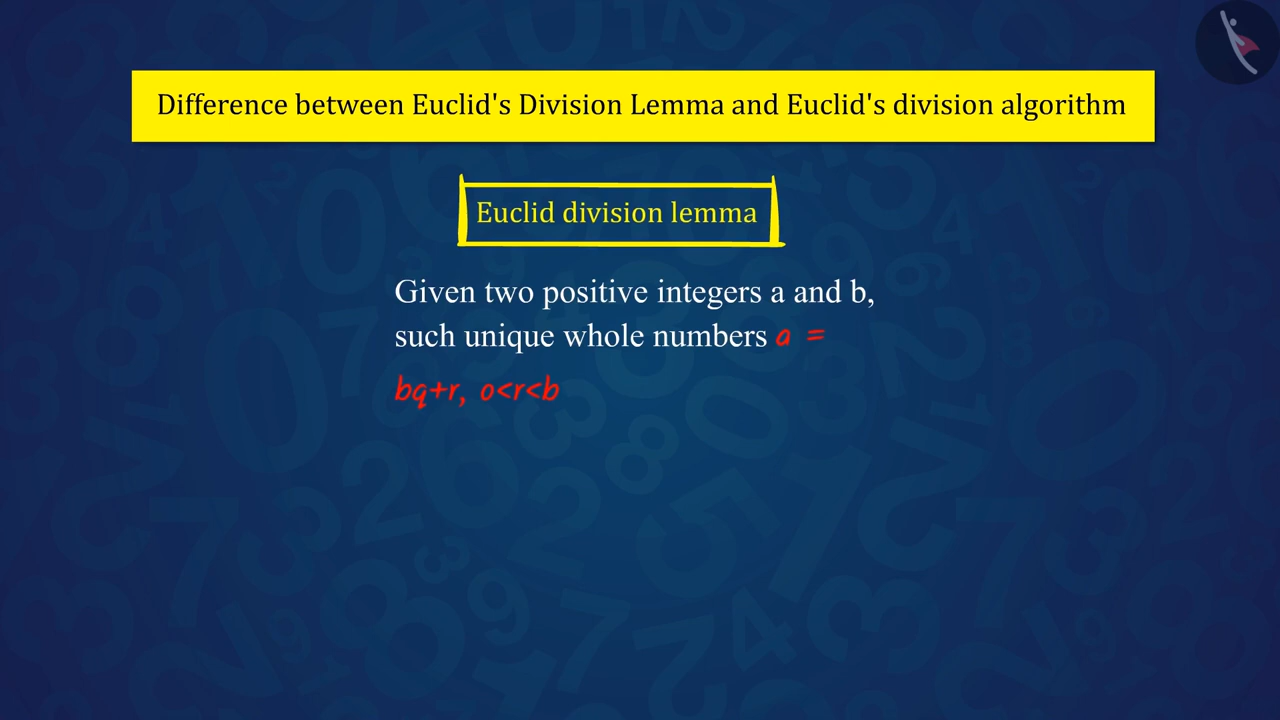 Difference between Euclid's Division Lemma and Euclid's division algorithm
Euclid division lemma
Given two positive integers a and b,
such unique whole numbers a =
bq+r, o<r<b